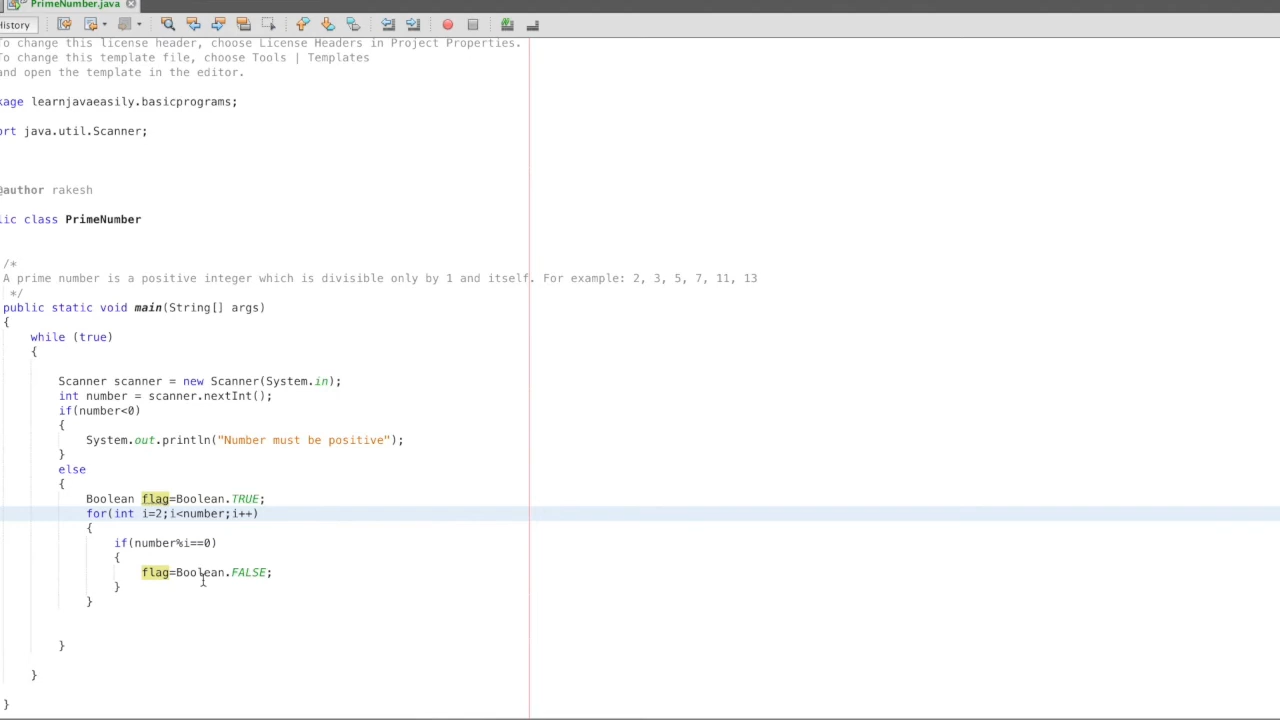 PrimeNumber.java
History
To change this license header, choose License Headers in Project Properties.
To change this template file, choose Tools | Templates
and open the template in the editor.
kage learnjavaeasily.basicprograms;
ort java.util.Scanner;
@author rakesh
lic class PrimeNumber
/*
A prime number is a positive integer which is divisible only by 1 and itself. For example: 2, 3, 5, 7, 11, 13
*/
public static void main(String[] args)
{
while (true)
{
Scanner scanner = new Scanner(System.in);
int number = scanner.nextInt();
if(number<0)
{
System.out.println("Number must be positive");
}
else
{
Boolean flag=Boolean.TRUE;
for(int i=2;i<number;i++)
{
if(number%i==0)
{
flag=Boolean.FALSE;
}
}
}
}
}